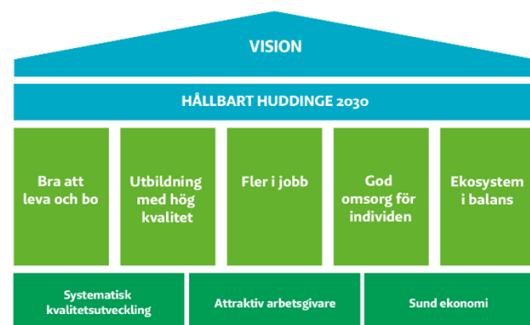 VISION
HÅLLBART HUDDINGE 2030
Bra att
leva och bo
Utbildning
med hög
kvalitet
Fler i jobb
God
omsorg för
individen
Ekosystem
i balans
Systematisk
kvalitetsutveckling
Attraktiv arbetsgivare
Sund ekonomi